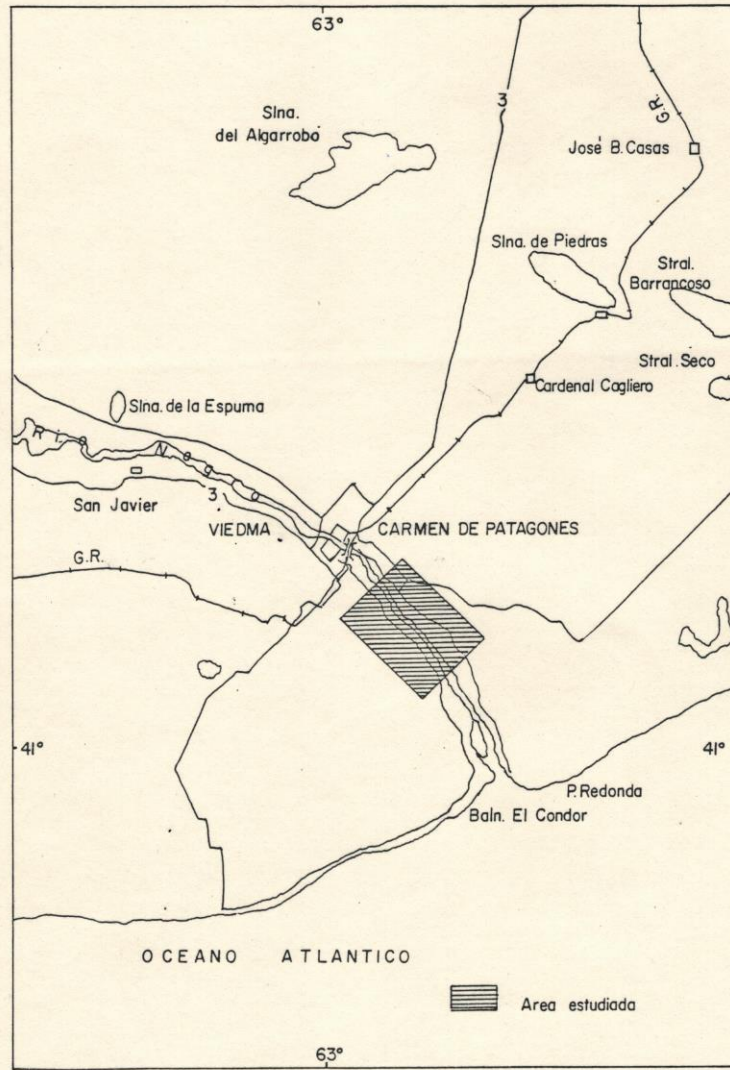 63°
3
G.R.
Slna.
del Algarrobo
José B. Casas
Slna. de Piedras
Stral.
Barrancoso
Stral. Seco
Cardenal Cagliero
Slna. de la Espuma
Río Negro
San Javier
3
VIEDMA
CARMEN DE PATAGONES
G.R.
41°
41°
P. Redonda
Baln. El Condor
OCEANO ATLANTICO
Area estudiada
63°